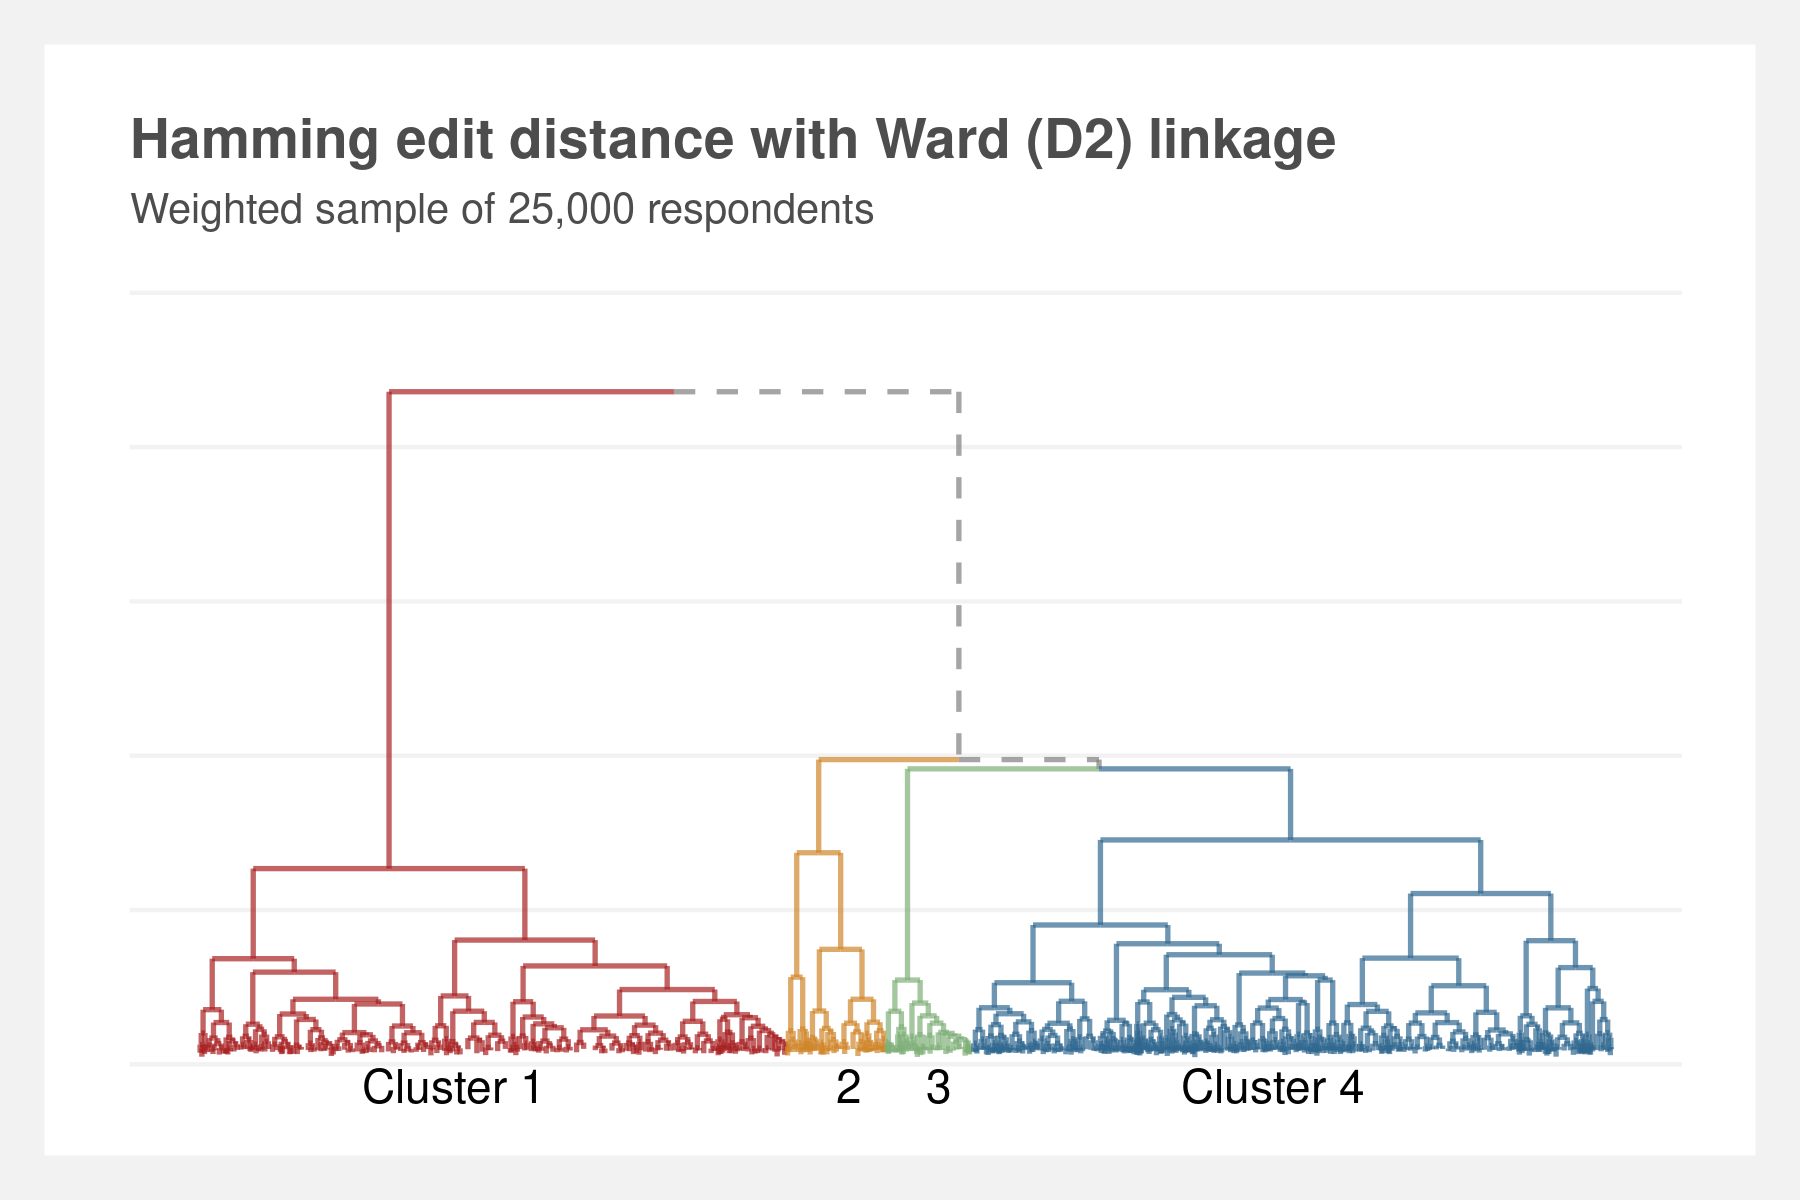 Hamming edit distance with Ward (D2) linkage
Weighted sample of 25,000 respondents
Cluster 1 2 3 Cluster 4